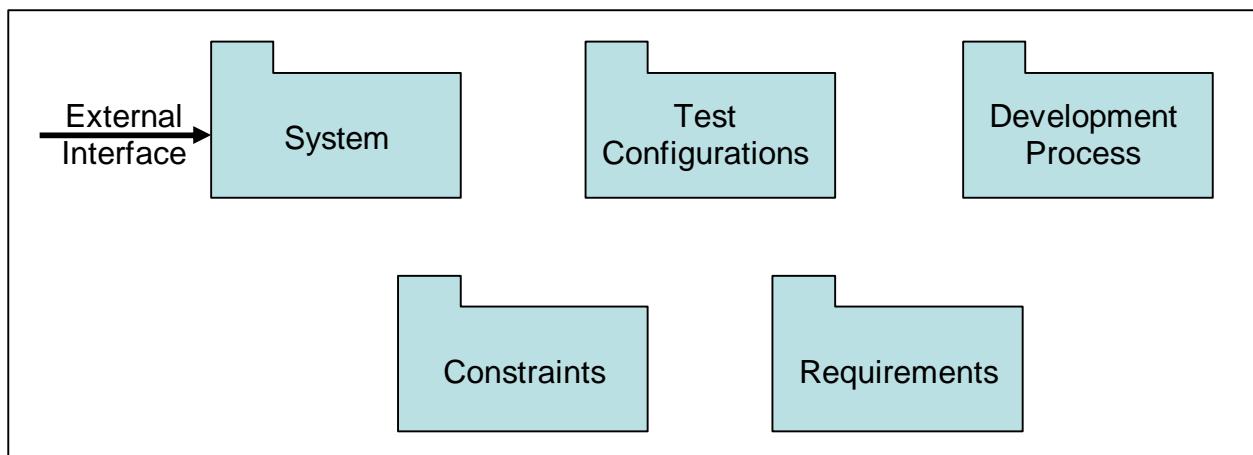 External
Interface
System
Test
Configurations
Development
Process
Constraints
Requirements